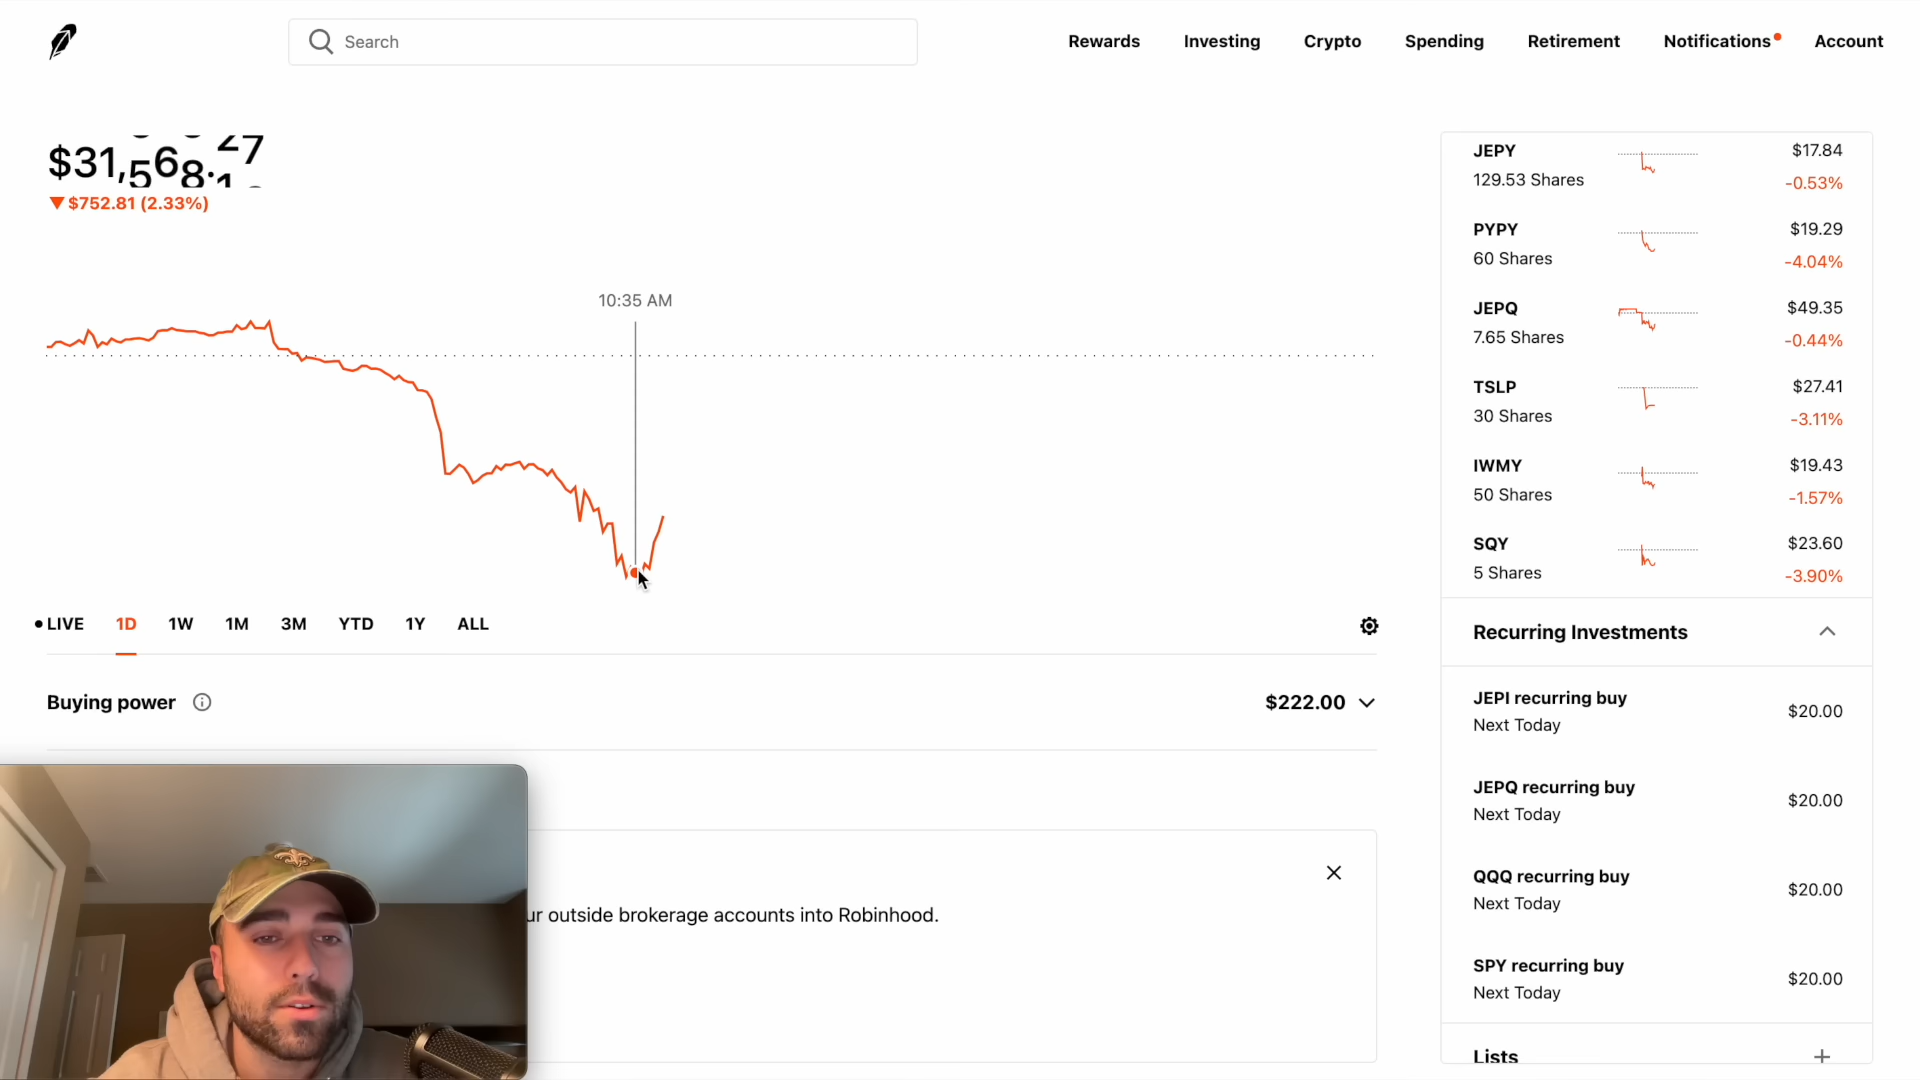 Search
Rewards
Investing
Crypto
Spending
Retirement
Notifications
Account
$31,568.
$752.81 (2.33%)
10:35 AM
LIVE
1D
1W
1M
3M
YTD
1Y
ALL
Buying power
$222.00
ur outside brokerage accounts into Robinhood.
JEPY
$17.84
129.53 Shares
-0.53%
PYPY
$19.29
60 Shares
-4.04%
JEPQ
$49.35
7.65 Shares
-0.44%
TSLP
$27.41
30 Shares
-3.11%
IWMY
$19.43
50 Shares
-1.57%
SQY
$23.60
5 Shares
-3.90%
Recurring Investments
JEPI recurring buy
Next Today
$20.00
JEPQ recurring buy
Next Today
$20.00
QQQ recurring buy
Next Today
$20.00
SPY recurring buy
Next Today
$20.00
Lists